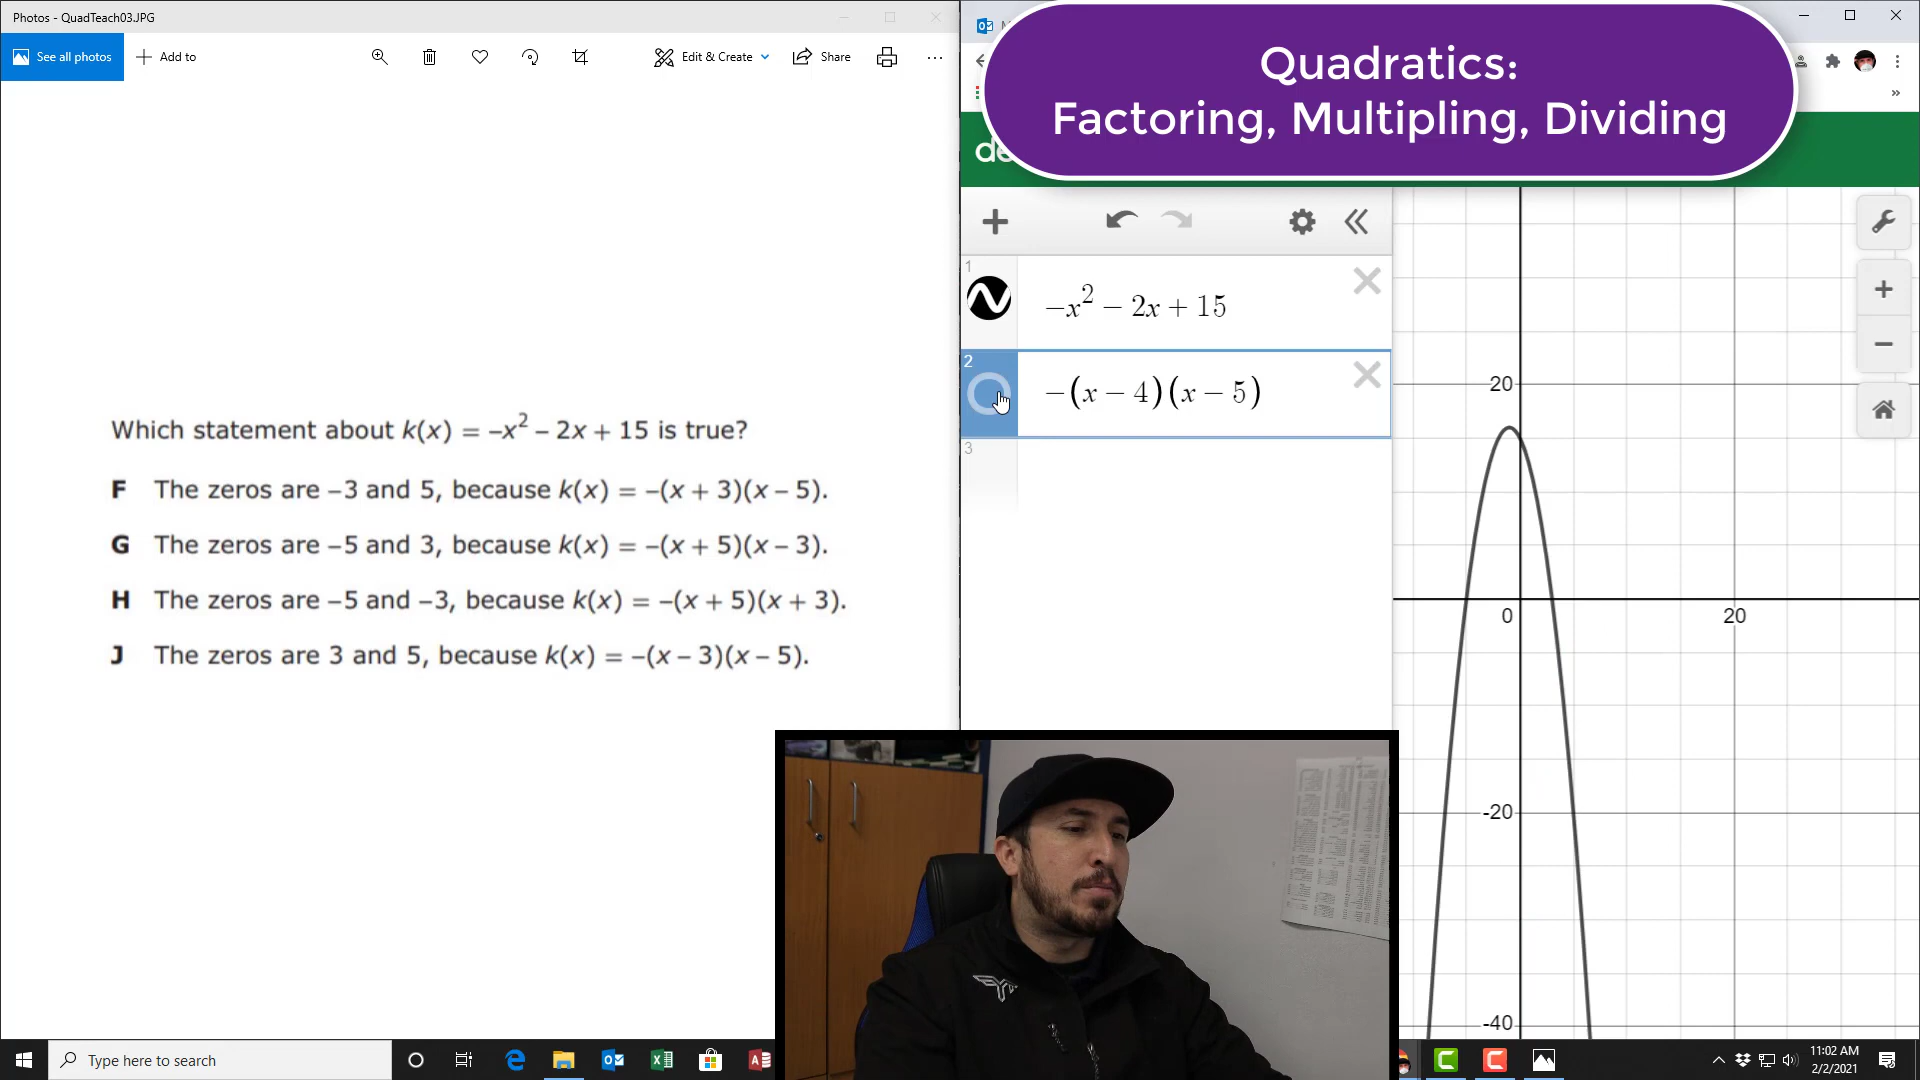 Photos - QuadTeach03.JPG
See all photos
Add to
Edit & Create
Share
Quadratics:
Factoring, Multipling, Dividing
de
1
−x² − 2x + 15
2
−(x − 4)(x − 5)
3
20
0
20
-20
-40
Which statement about k(x) = −x² − 2x + 15 is true?
F The zeros are −3 and 5, because k(x) = −(x + 3)(x − 5).
G The zeros are −5 and 3, because k(x) = −(x + 5)(x − 3).
H The zeros are −5 and −3, because k(x) = −(x + 5)(x + 3).
J The zeros are 3 and 5, because k(x) = −(x − 3)(x − 5).
Type here to search
11:02 AM
2/2/2021